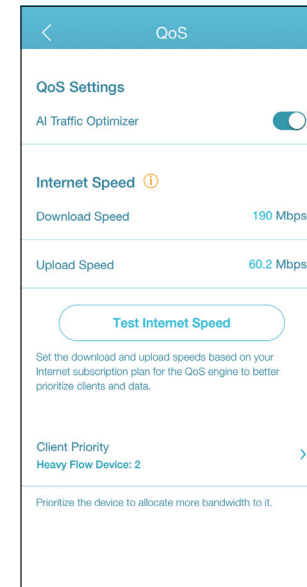 QoS
QoS Settings
AI Traffic Optimizer
Internet Speed
Download Speed 190 Mbps
Upload Speed 60.2 Mbps
Test Internet Speed
Set the download and upload speeds based on your
Internet subscription plan for the QoS engine to better
prioritize clients and data.
Client Priority
Heavy Flow Device: 2
Prioritize the device to allocate more bandwidth to it.